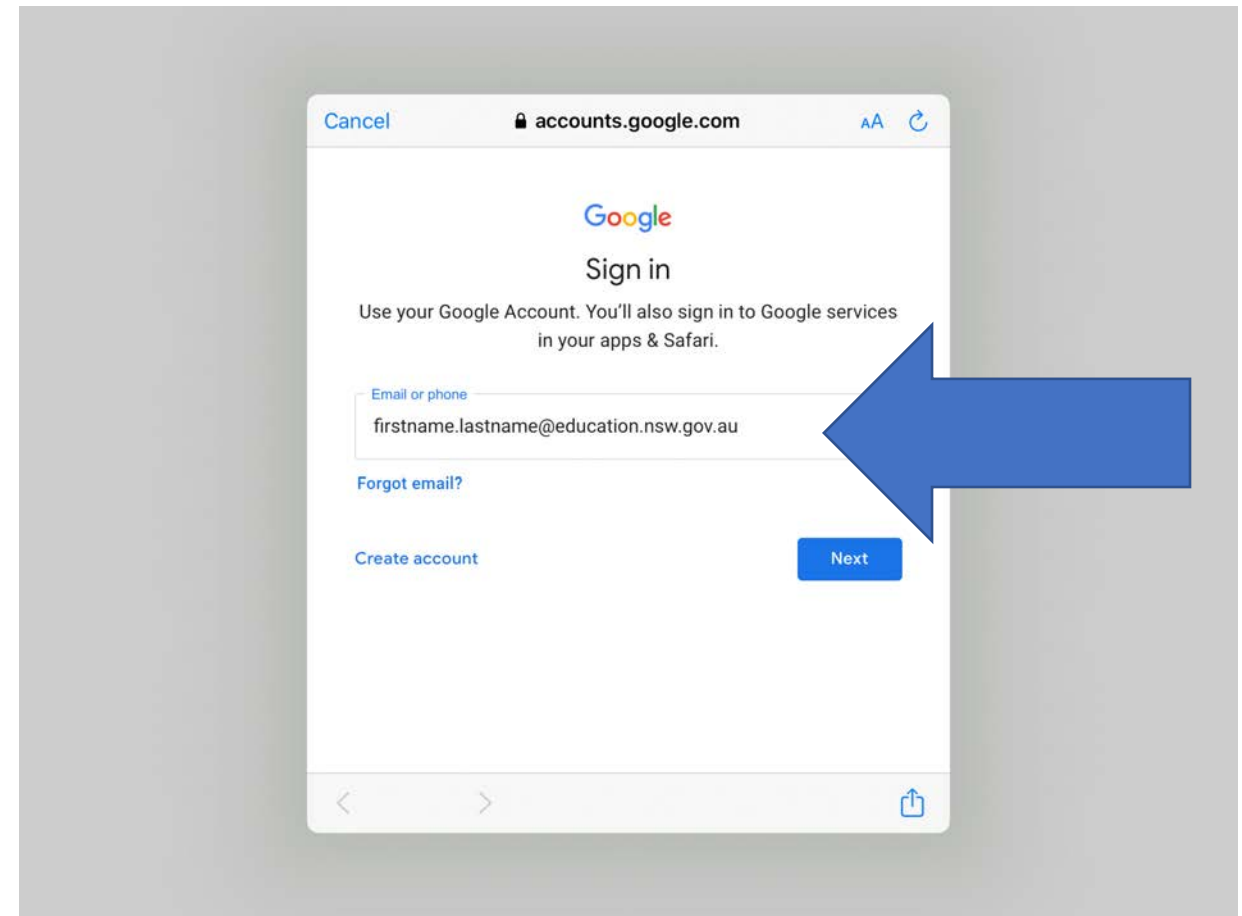 Cancel accounts.google.com AA
Google
Sign in
Use your Google Account. You'll also sign in to Google services
in your apps & Safari.
Email or phone
firstname.lastname@education.nsw.gov.au
Forgot email?
Create account Next